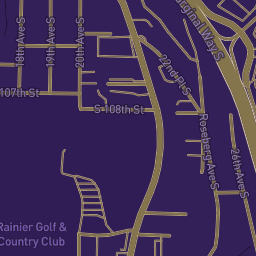 18th Ave S
19th Ave S
20th Ave S
Marginal Way S
22nd Pl S
107th St
S 108th St
Roseberg Ave S
26th Ave S
Rainier Golf &
Country Club